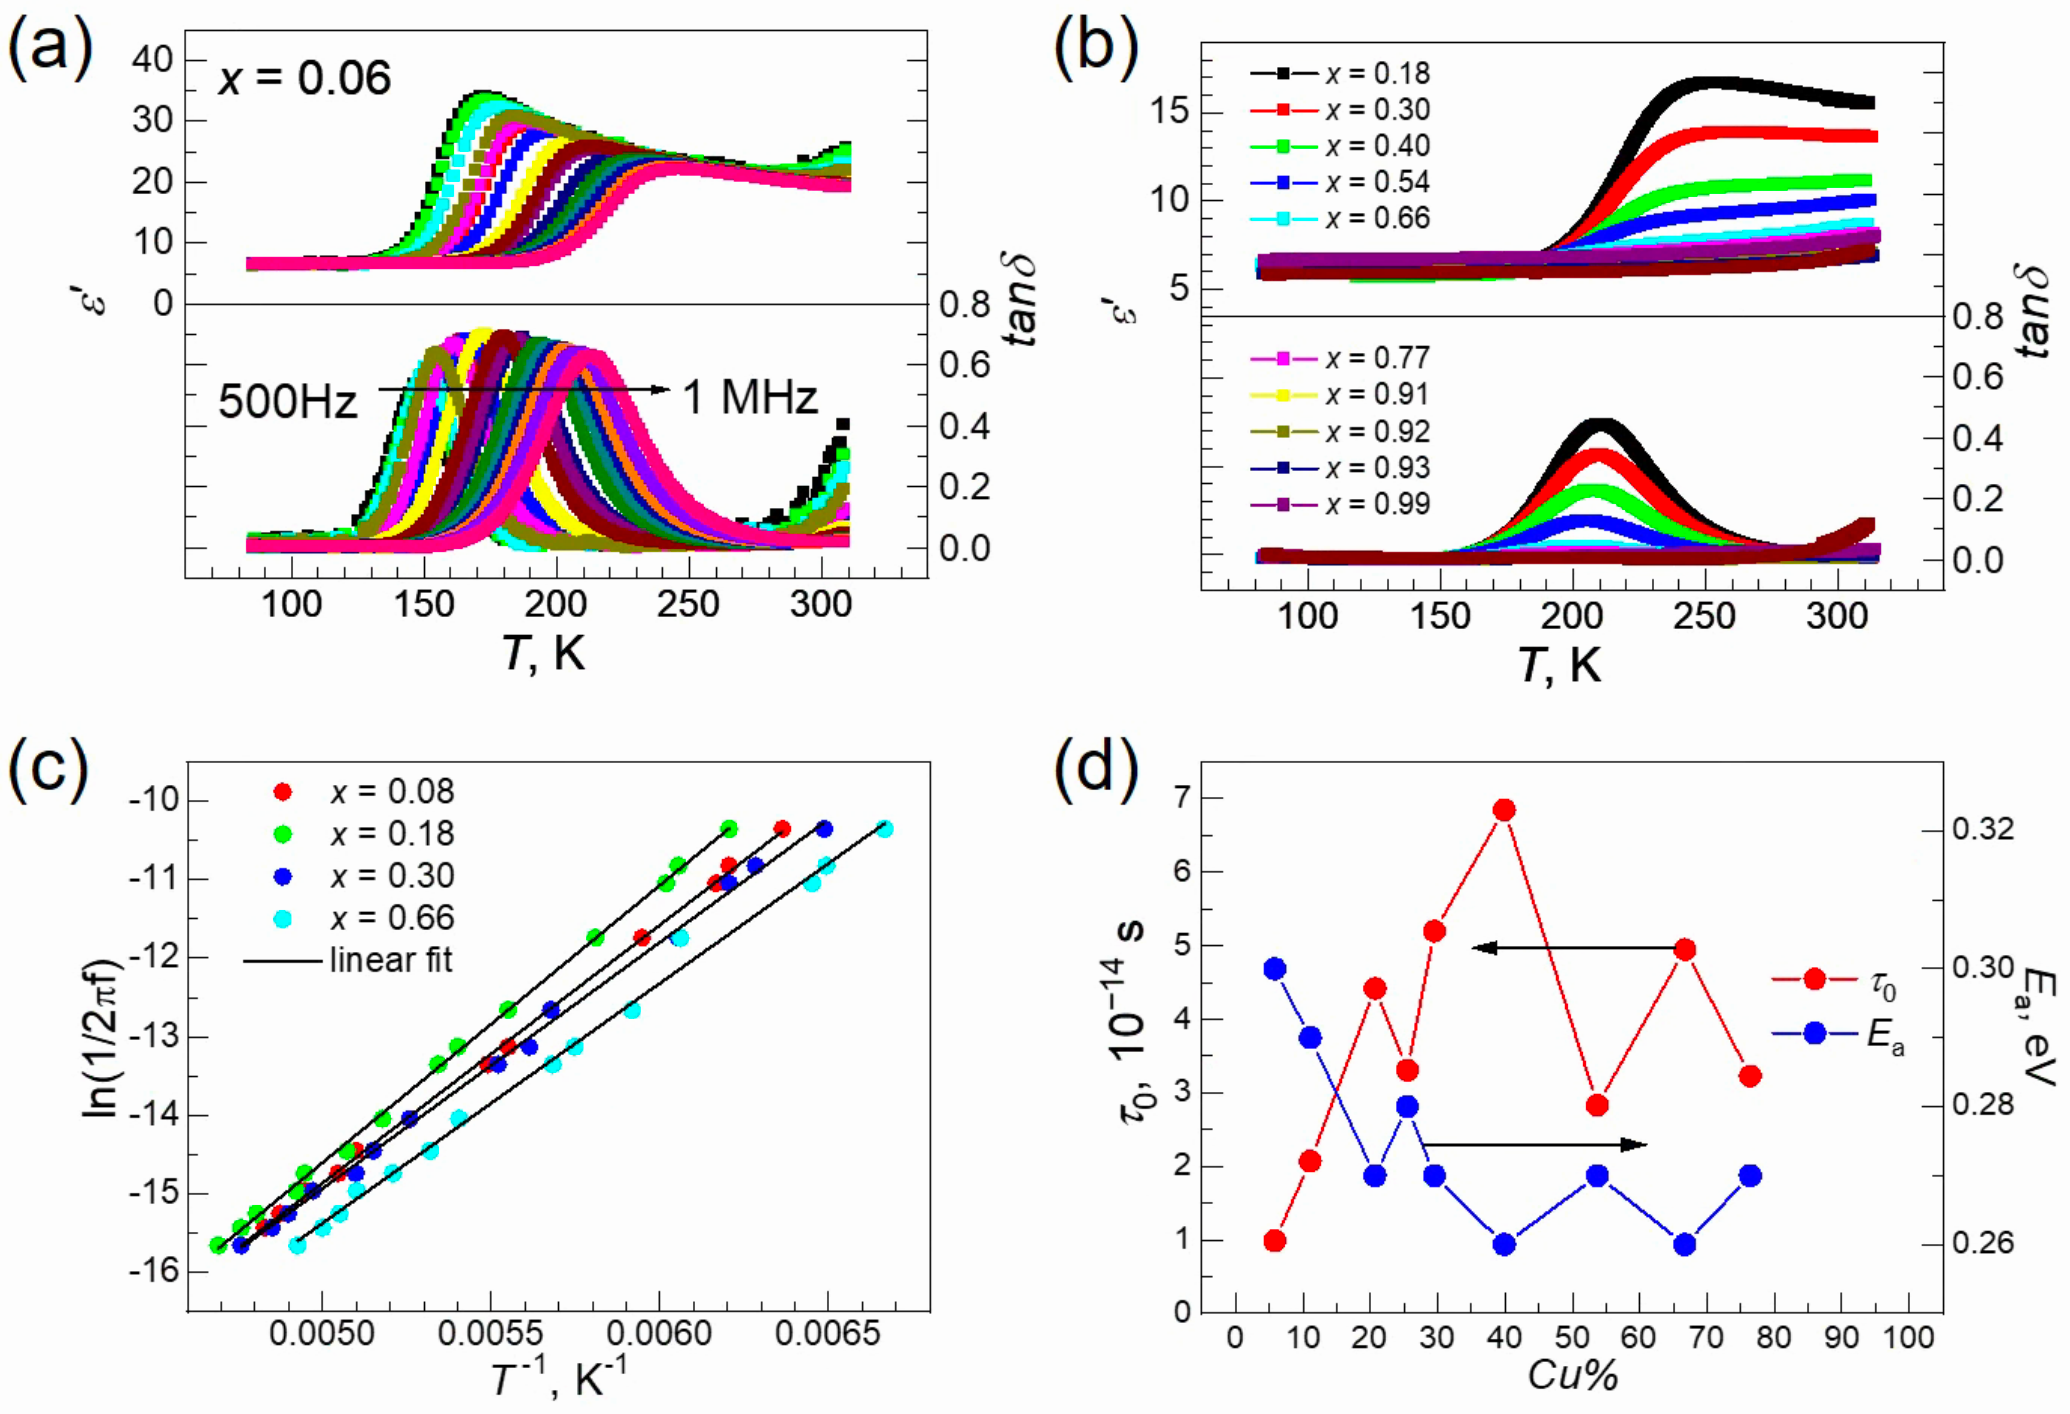 (a)
x = 0.06
40
30
20
10
0
ε'
0.8
0.6
0.4
0.2
0.0
tanδ
500Hz
1 MHz
100 150 200 250 300
T, K
(b)
x = 0.18
x = 0.30
x = 0.40
x = 0.54
x = 0.66
15
10
5
ε'
0.8
0.6
0.4
0.2
0.0
tanδ
x = 0.77
x = 0.91
x = 0.92
x = 0.93
x = 0.99
100 150 200 250 300
T, K
(c)
x = 0.08
x = 0.18
x = 0.30
x = 0.66
linear fit
-10
-11
-12
-13
-14
-15
-16
ln(1/2πf)
0.0050 0.0055 0.0060 0.0065
T⁻¹, K⁻¹
(d)
7
6
5
4
3
2
1
0
τ₀, 10⁻¹⁴ s
0.32
0.30
0.28
0.26
Eₐ, eV
τ₀
Eₐ
0 10 20 30 40 50 60 70 80 90 100
Cu%